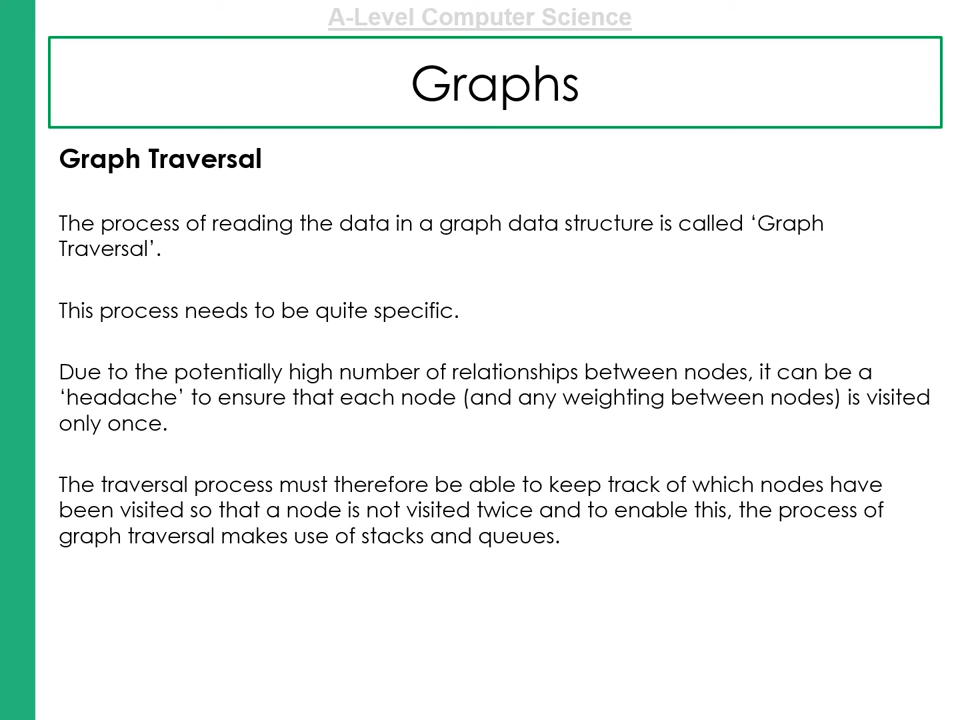 A-Level Computer Science
Graphs
Graph Traversal
The process of reading the data in a graph data structure is called ‘Graph
Traversal’.
This process needs to be quite specific.
Due to the potentially high number of relationships between nodes, it can be a
‘headache’ to ensure that each node (and any weighting between nodes) is visited
only once.
The traversal process must therefore be able to keep track of which nodes have
been visited so that a node is not visited twice and to enable this, the process of
graph traversal makes use of stacks and queues.